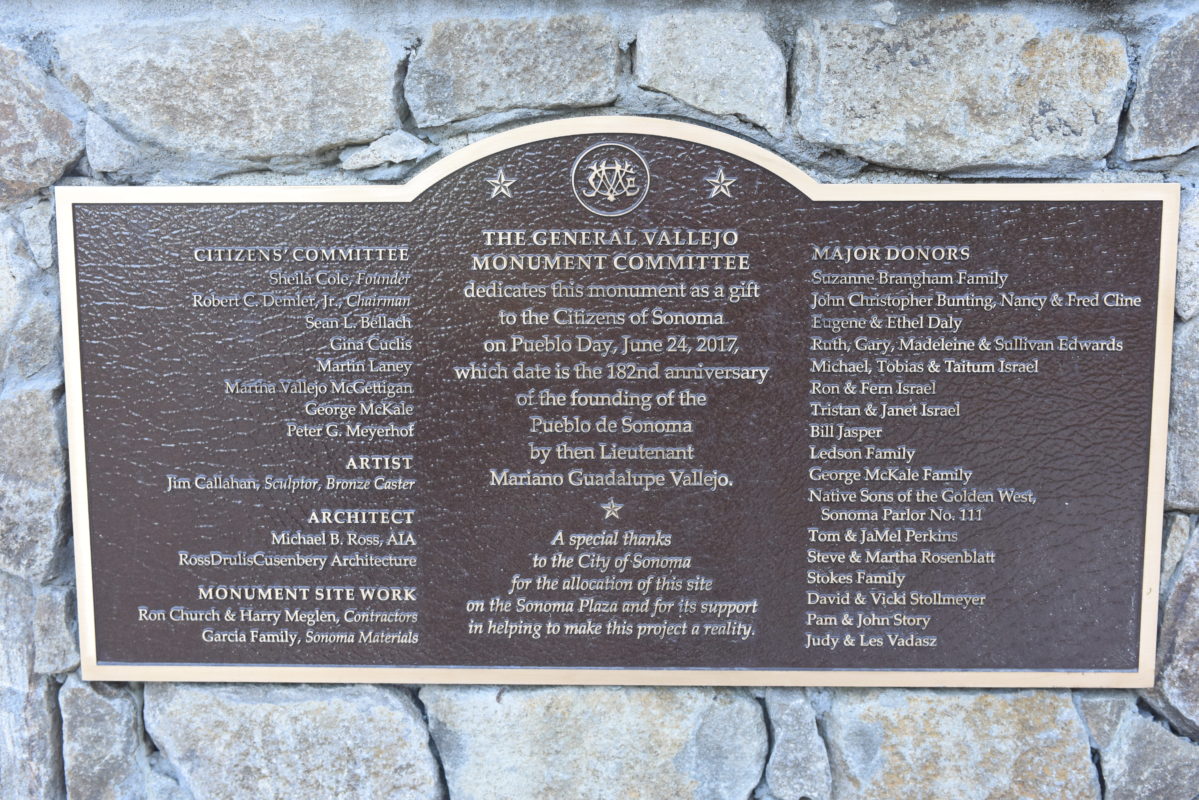 CITIZENS' COMMITTEE
Sheila Cole, Founder
Robert C. Demler, Jr., Chairman
Sean L. Bellach
Gina Cuclis
Martin Laney
Martha Vallejo McGettigan
George McKale
Peter G. Meyerhof
ARTIST
Jim Callahan, Sculptor, Bronze Caster
ARCHITECT
Michael B. Ross, AIA
RossDrulisCusenbery Architecture
MONUMENT SITE WORK
Ron Church & Harry Meglen, Contractors
Garcia Family, Sonoma Materials
THE GENERAL VALLEJO
MONUMENT COMMITTEE
dedicates this monument as a gift
to the Citizens of Sonoma
on Pueblo Day, June 24, 2017,
which date is the 182nd anniversary
of the founding of the
Pueblo de Sonoma
by then Lieutenant
Mariano Guadalupe Vallejo.
A special thanks
to the City of Sonoma
for the allocation of this site
on the Sonoma Plaza and for its support
in helping to make this project a reality.
MAJOR DONORS
Suzanne Brangham Family
John Christopher Bunting, Nancy & Fred Cline
Eugene & Ethel Daly
Ruth, Gary, Madeleine & Sullivan Edwards
Michael, Tobias & Taitum Israel
Ron & Fern Israel
Tristan & Janet Israel
Bill Jasper
Ledson Family
George McKale Family
Native Sons of the Golden West,
Sonoma Parlor No. 111
Tom & JaMel Perkins
Steve & Martha Rosenblatt
Stokes Family
David & Vicki Stollmeyer
Pam & John Story
Judy & Les Vadasz